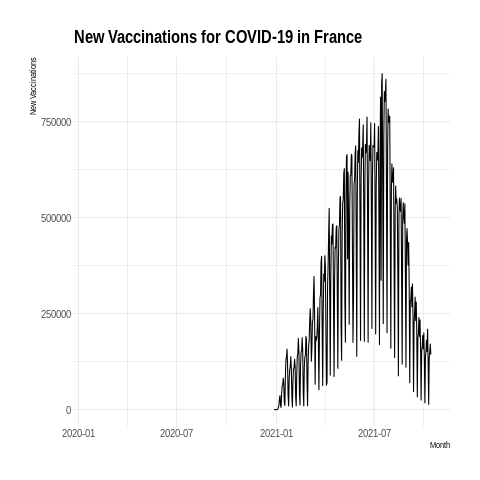 New Vaccinations for COVID-19 in France
New Vaccinations
750000
500000
250000
0
2020-01 2020-07 2021-01 2021-07
Month